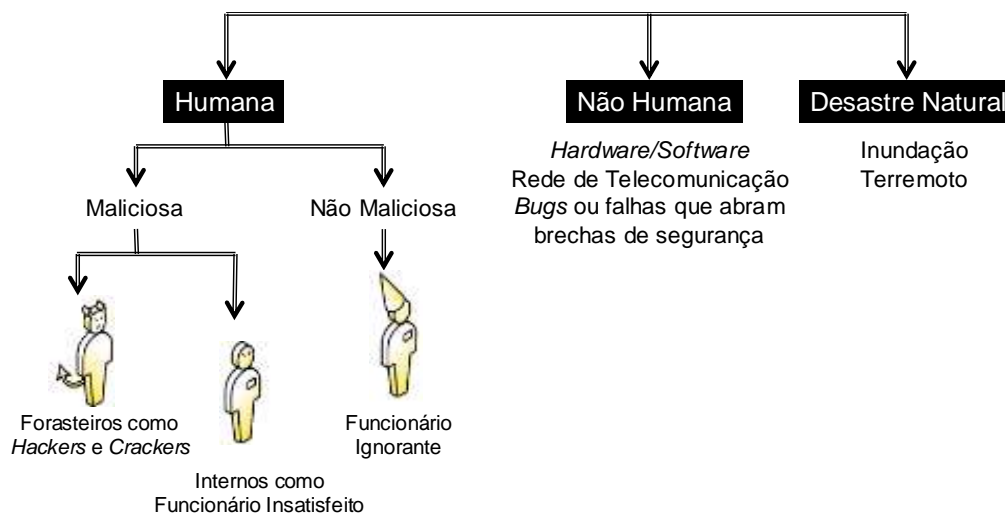 Humana
Não Humana
Desastre Natural
Hardware/Software
Rede de Telecomunicação
Bugs ou falhas que abram
brechas de segurança
Inundação
Terremoto
Maliciosa
Não Maliciosa
Forasteiros como
Hackers e Crackers
Funcionário
Ignorante
Internos como
Funcionário Insatisfeito